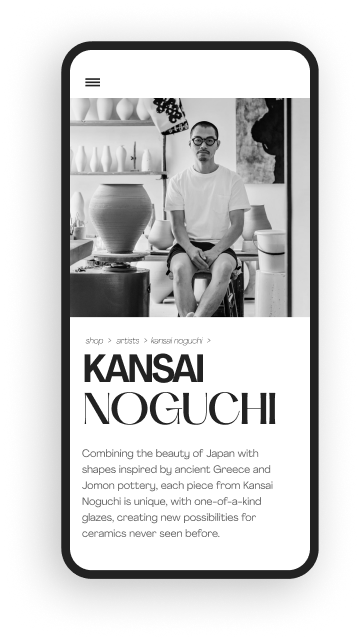 shop > artists > kansai noguchi >
KANSAI
NOGUCHI
Combining the beauty of Japan with
shapes inspired by ancient Greece and
Jomon pottery, each piece from Kansai
Noguchi is unique, with one-of-a-kind
glazes, creating new possibilities for
ceramics never seen before.